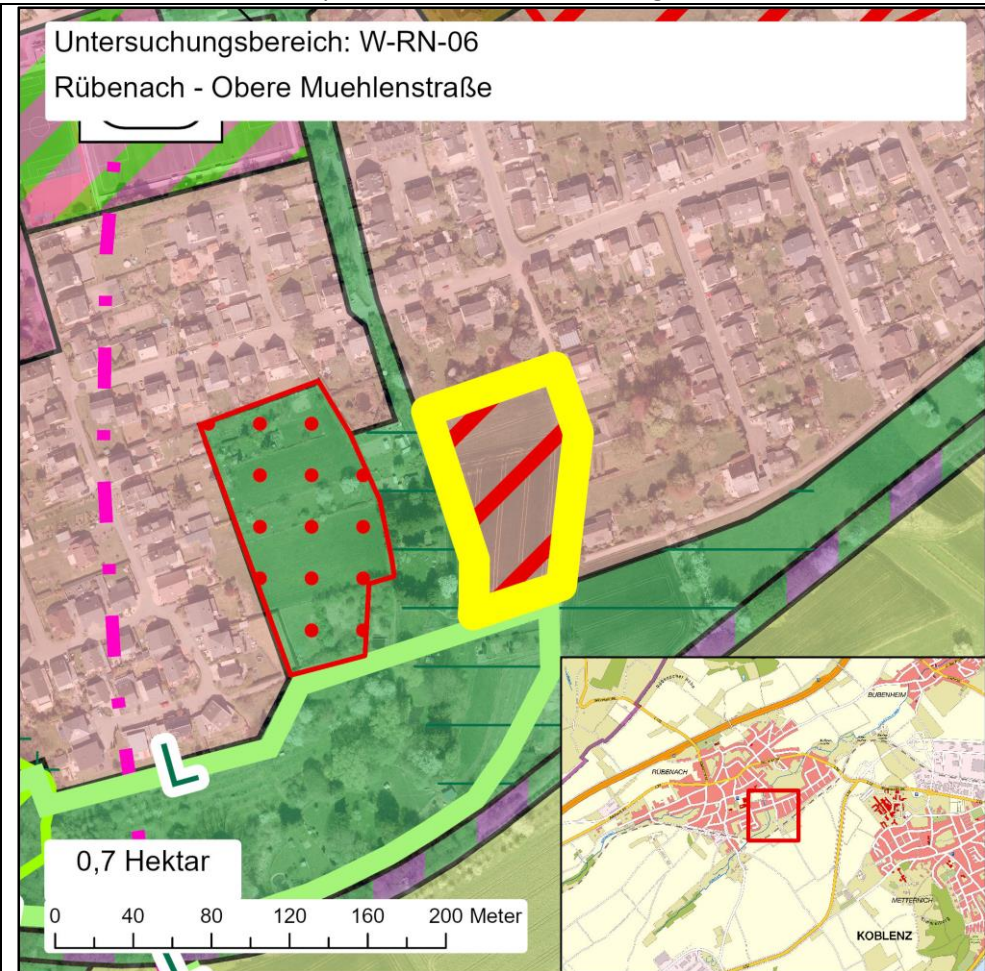 Untersuchungsbereich: W-RN-06
Rübenach - Obere Muehlenstraße
L
0,7 Hektar
0 40 80 120 160 200 Meter
BUBENHEIM
RÜBENACH
METTERNICH
KOBLENZ